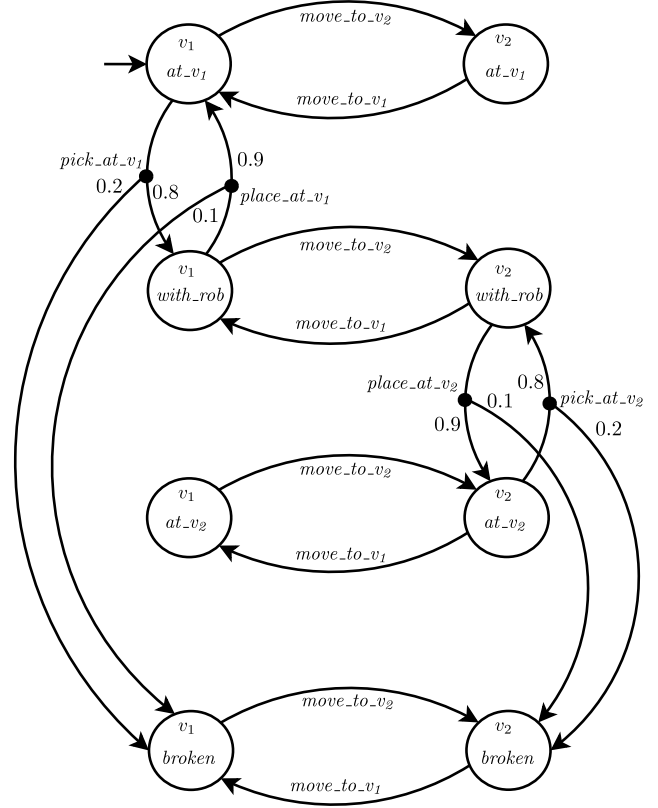 move_to_v2
v1
at_v1
v2
at_v1
move_to_v1
pick_at_v1
0.9
0.2
0.8
place_at_v1
0.1
move_to_v2
v1
with_rob
v2
with_rob
move_to_v1
place_at_v2
0.8
0.1
pick_at_v2
0.9
0.2
move_to_v2
v1
at_v2
v2
at_v2
move_to_v1
move_to_v2
v1
broken
v2
broken
move_to_v1